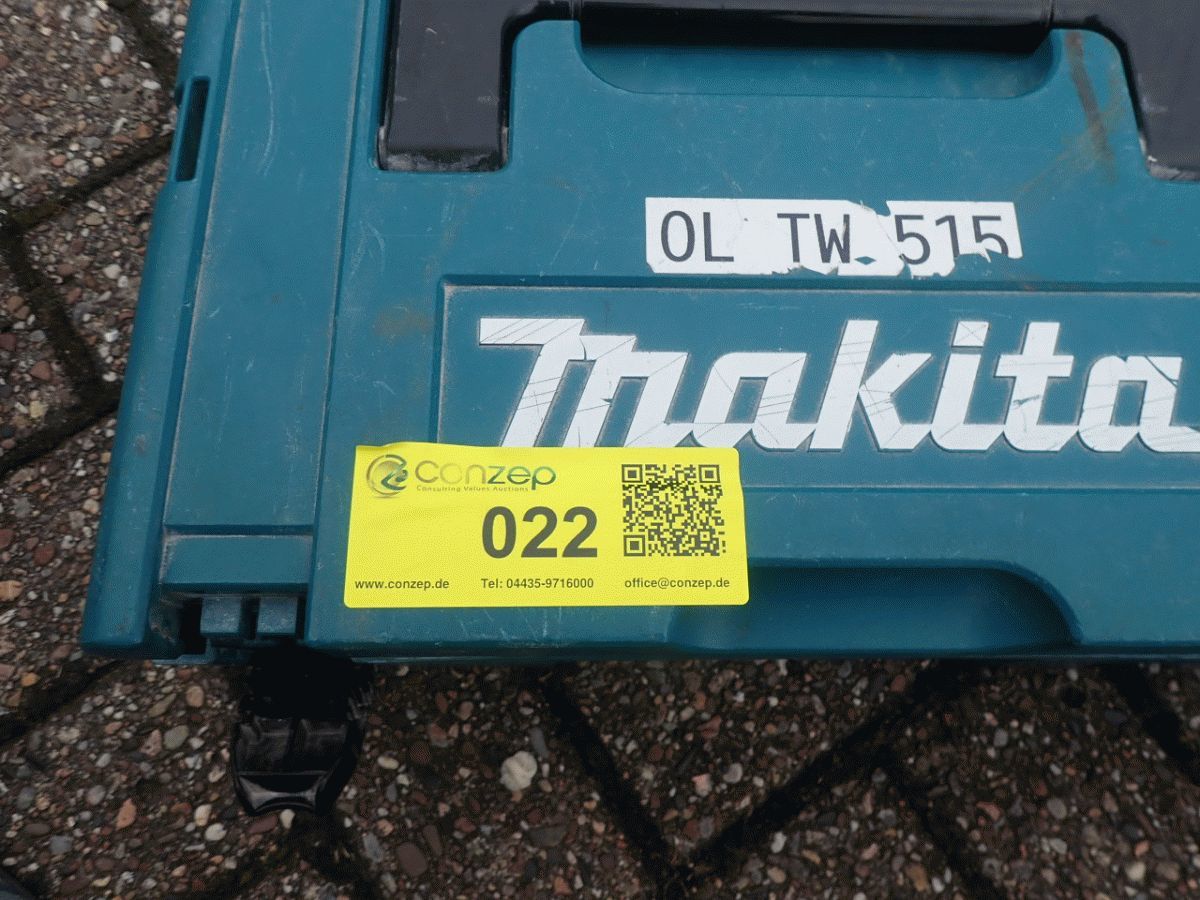 OL TW 515
Makita
Conzep
Consulting Values Auctions
022
www.conzep.de Tel: 04435-9716000 office@conzep.de